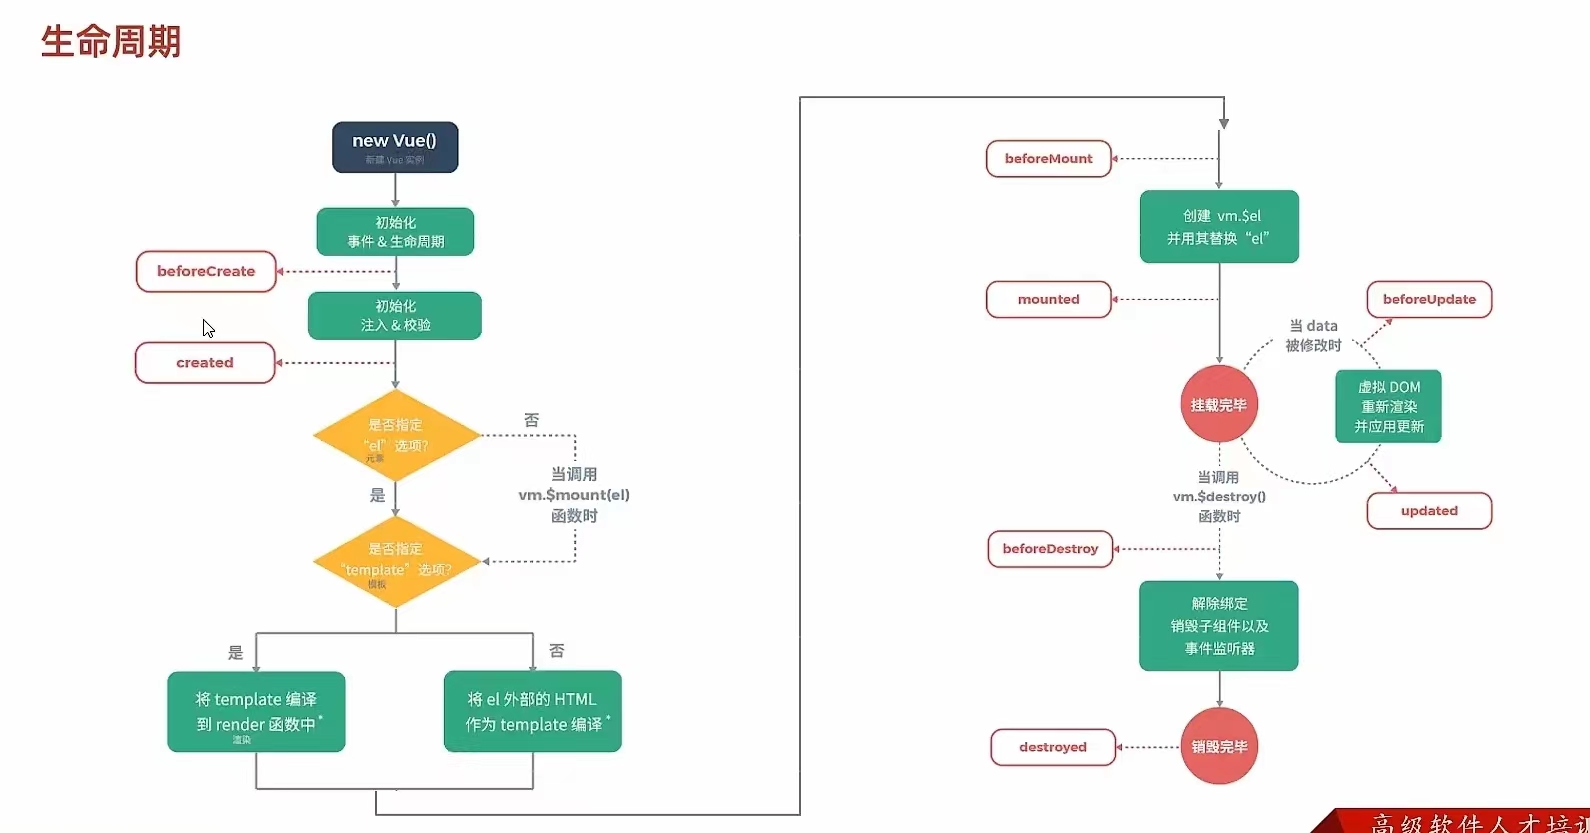 生命周期
new Vue()
新建 Vue 实例
初始化
事件 & 生命周期
beforeCreate
初始化
注入 & 校验
created
是否指定
“el” 选项?
元素
否
当调用
vm.$mount(el)
函数时
是
是否指定
“template” 选项?
模板
是
否
将 template 编译
到 render 函数中*
渲染
将 el 外部的 HTML
作为 template 编译*
beforeMount
创建 vm.$el
并用其替换 “el”
mounted
beforeUpdate
当 data
被修改时
挂载完毕
虚拟 DOM
重新渲染
并应用更新
当调用
vm.$destroy()
函数时
updated
beforeDestroy
解除绑定
销毁子组件以及
事件监听器
destroyed
销毁完毕
高级软件人才培训